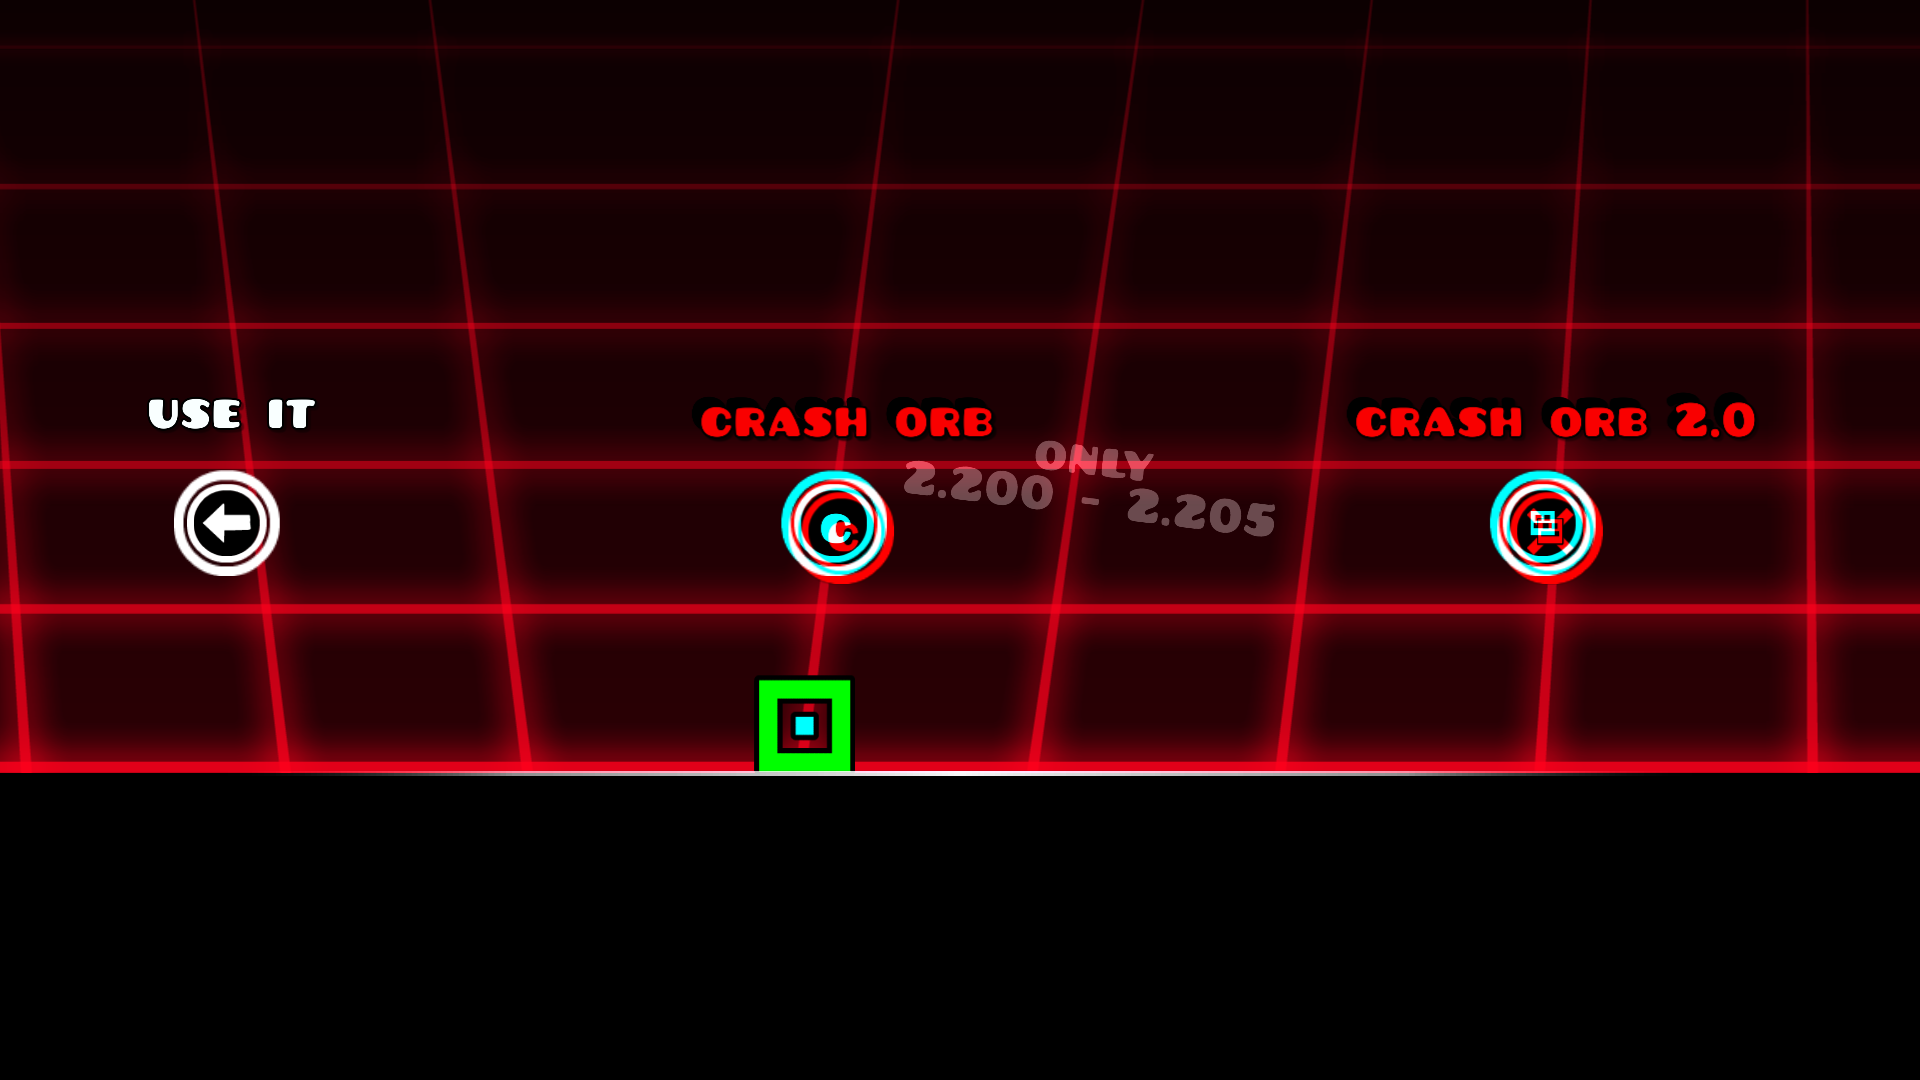 USE IT
CRASH ORB
C
ONLY
2.200 - 2.205
CRASH ORB 2.0